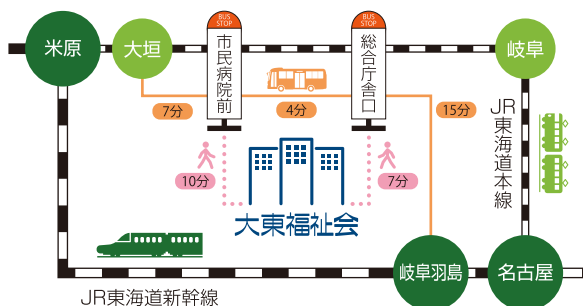 BUS
STOP
BUS
STOP
米原
大垣
市民病院前
総合庁舎口
岐阜
7分
4分
15分
JR東海道本線
10分
7分
大東福祉会
岐阜羽島
名古屋
JR東海道新幹線